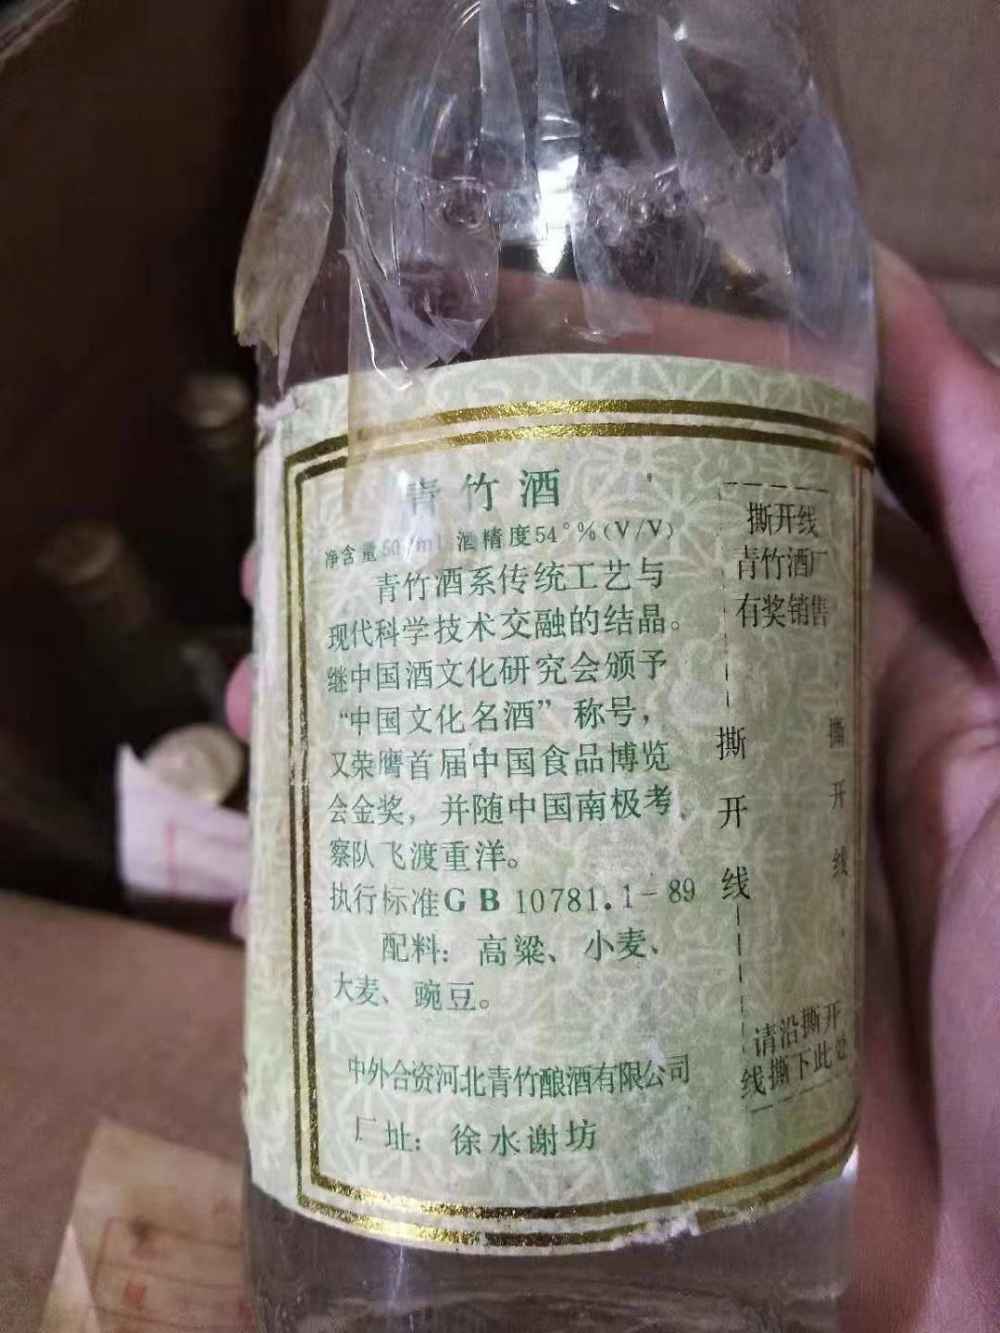 青竹酒
净含量50 ml 酒精度54°%(V/V)
青竹酒系传统工艺与
现代科学技术交融的结晶。
继中国酒文化研究会颁予
“中国文化名酒”称号，
又荣膺首届中国食品博览
会金奖，并随中国南极考
察队飞渡重洋。
执行标准GB 10781.1-89
配料：高粱、小麦、
大麦、豌豆。
中外合资河北青竹酿酒有限公司
厂址：徐水谢坊
撕开线
青竹酒厂
有奖销售
撕开线
撕开线
请沿撕开
线撕下此处